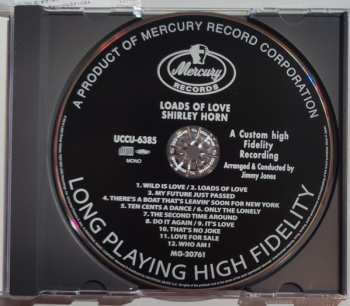 A PRODUCT OF MERCURY RECORD CORPORATION
Mercury
RECORDS
LOADS OF LOVE
SHIRLEY HORN
UCCU-6385
MONO
A Custom high
Fidelity
Recording
Arranged & Conducted by
Jimmy Jones
1. WILD IS LOVE / 2. LOADS OF LOVE
3. MY FUTURE JUST PASSED
4. THERE'S A BOAT THAT'S LEAVIN' SOON FOR NEW YORK
5. TEN CENTS A DANCE / 6. ONLY THE LONELY
7. THE SECOND TIME AROUND
8. DO IT AGAIN / 9. IT'S LOVE
10. THAT'S NO JOKE
11. LOVE FOR SALE
12. WHO AM I
MG-20761
LONG PLAYING HIGH FIDELITY